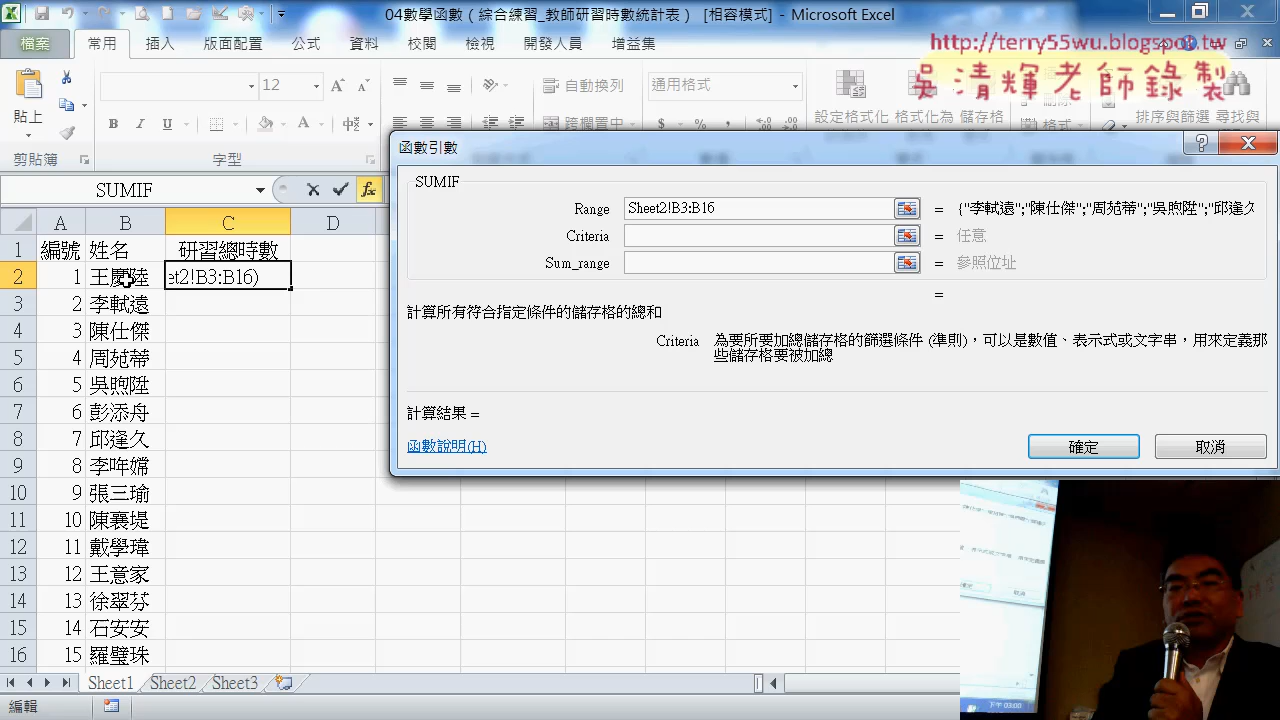 04數學函數（綜合練習_教師研習時數統計表） [相容模式] - Microsoft Excel
檔案 常用 插入 版面配置 公式 資料 校閱 檢視 開發人員 增益集
http://terry55wu.blogspot.tw
吳清輝老師錄製
貼上
12
自動換列
通用格式
B I U
跨欄置中
$ % ,
設定格式化 格式化為 儲存格
格式
排序與篩選 尋找與
剪貼簿 字型
SUMIF
fx
A B C D
1 編號 姓名 研習總時數
2 1 王慶陸 et2!B3:B16)
3 2 李軾遠
4 3 陳仕傑
5 4 周苑蒂
6 5 吳煦陞
7 6 彭添舟
8 7 邱逢久
9 8 李哖嫦
10 9 張三瑜
11 10 陳襄堤
12 11 戴學瑋
13 12 王意家
14 13 徐翠芬
15 14 石安安
16 15 羅璧珠
Sheet1 Sheet2 Sheet3
編輯
函數引數
SUMIF
Range Sheet2!B3:B16 = {"李軾遠";"陳仕傑";"周苑蒂";"吳煦陞";"邱逢久
Criteria = 任意
Sum_range = 參照位址
=
計算所有符合指定條件的儲存格的總和
Criteria 為要所要加總儲存格的篩選條件 (準則)，可以是數值、表示式或文字串，用來定義那
些儲存格要被加總
計算結果 =
函數說明(H)
確定 取消
下午 03:00